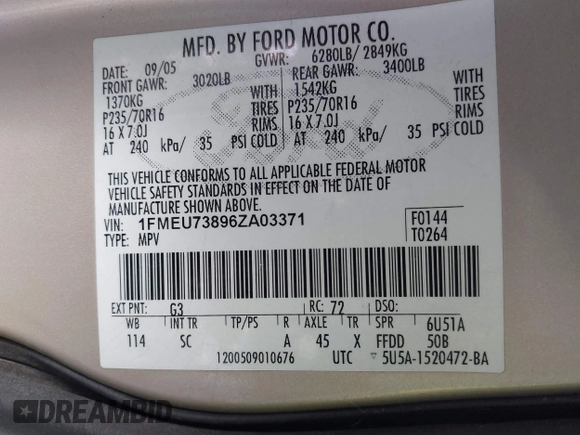 MFD. BY FORD MOTOR CO.
DATE: 09/05 GVWR: 6280LB/ 2849KG
FRONT GAWR: 3020LB REAR GAWR: 3400LB
1370KG WITH 1542KG WITH
P235/70R16 TIRES P235/70R16 TIRES
16 X 7.0J RIMS 16 X 7.0J RIMS
AT 240 kPa/ 35 PSI COLD AT 240 kPa/ 35 PSI COLD
THIS VEHICLE CONFORMS TO ALL APPLICABLE FEDERAL MOTOR
VEHICLE SAFETY STANDARDS IN EFFECT ON THE DATE OF
MANUFACTURE SHOWN ABOVE.
VIN: 1FMEU73896ZA03371 F0144
TYPE: MPV T0264
EXT PNT: G3 RC: 72 DSO:
WB INT TR TP/PS R AXLE TR SPR 6U51A
114 SC A 45 X FFDD 50B
1200509010676 UTC 5U5A-1520472-BA
DREAMBID